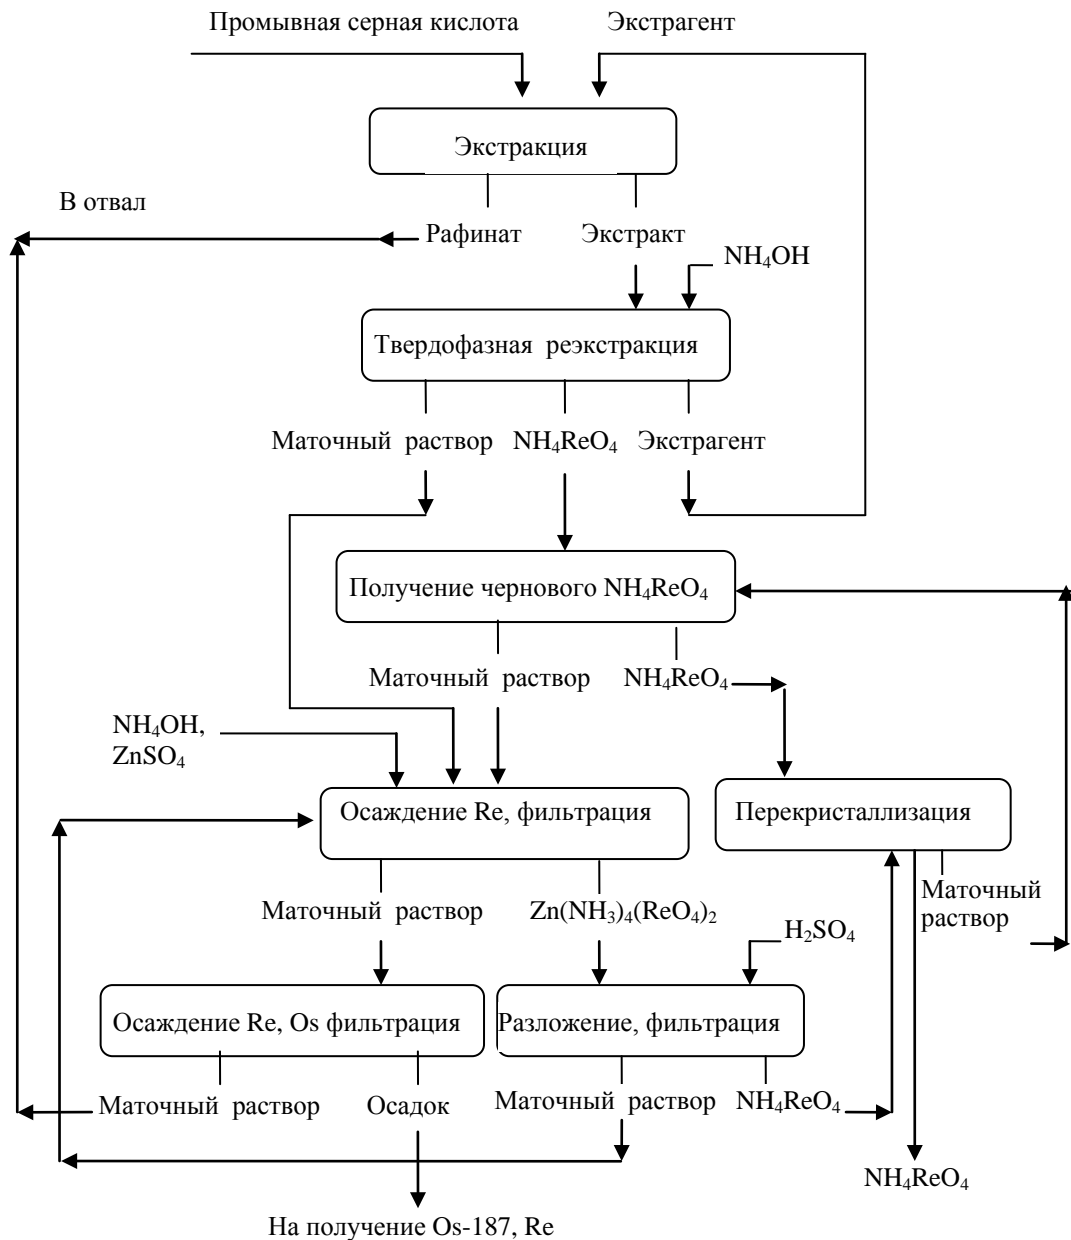 Промывная серная кислота
Экстрагент
Экстракция
В отвал
Рафинат
Экстракт
NH₄OH
Твердофазная реэкстракция
Маточный раствор
NH₄ReO₄
Экстрагент
Получение чернового NH₄ReO₄
Маточный раствор
NH₄ReO₄
NH₄OH,
ZnSO₄
Осаждение Re, фильтрация
Перекристаллизация
Маточный раствор
Zn(NH₃)₄(ReO₄)₂
Маточный
раствор
H₂SO₄
Осаждение Re, Os фильтрация
Разложение, фильтрация
Маточный раствор
Осадок
Маточный раствор
NH₄ReO₄
NH₄ReO₄
На получение Os-187, Re